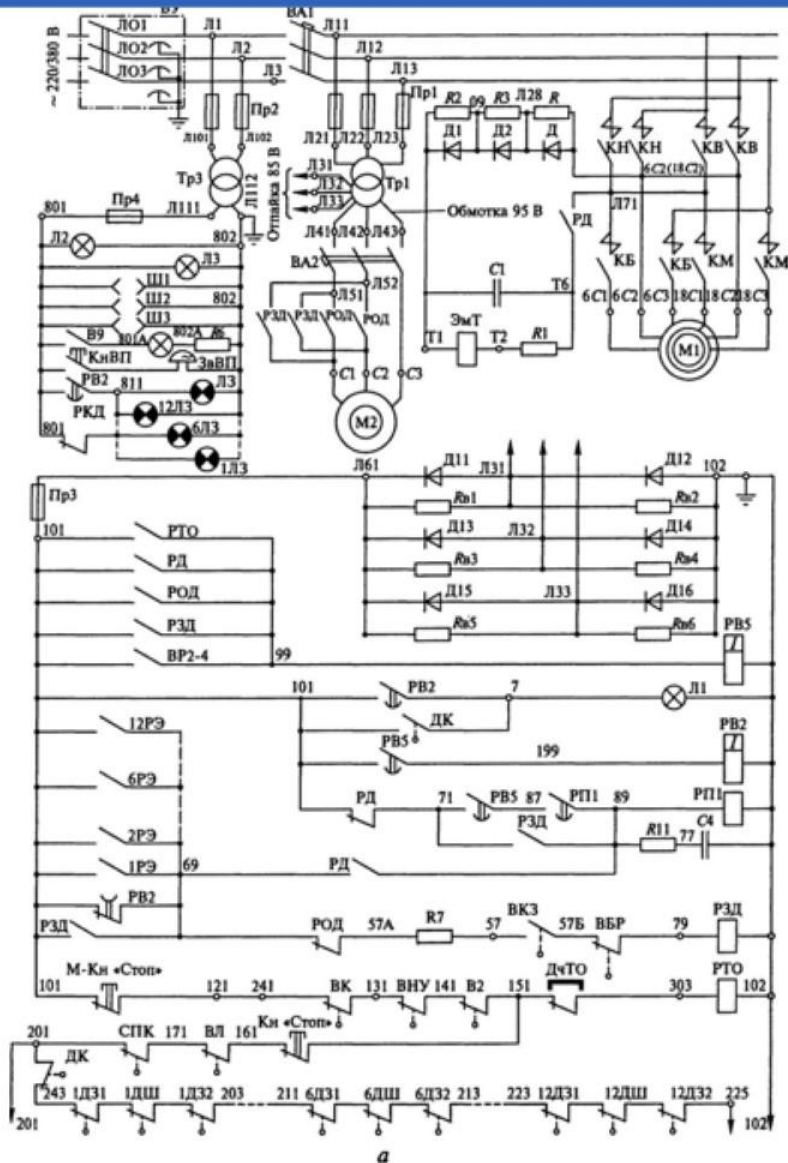 ВА1
ЛО1
Л1
Л11
ЛО2
Л2
Л12
ЛО3
Л3
Л13
~ 220/380 В
Пр2
Пр1
R2
09
R3
Л28
R
Л101
Л102
Л21
Л22
Л23
Д1
Д2
Д
КН
КН
КВ
КВ
6С2(18С2)
Тр3
Л31
Л32
Л33
Отпайка 85 В
Тр1
Л71
Л112
Обмотка 95 В
РД
801
Пр4
Л111
802
Л41
Л42
Л43
Л2
Л3
ВА2
Л52
Л51
С1
Т6
КБ
КБ
КМ
КМ
6С1
6С2
6С3
18С1
18С2
18С3
Ш1
Ш2
802
Ш3
РЗД
РЗД
РОД
РОД
ЭмТ
Т1
Т2
R1
М1
В9
801А
802А
R6
КнВП
ЗвВП
С1
С2
С3
РВ2
811
ЛЗ
М2
РКД
12ЛЗ
801
6ЛЗ
1ЛЗ
Л61
Д11
Л31
Д12
102
Пр3
Rв1
Rв2
101
РТО
Д13
Л32
Д14
РД
Rв3
Rв4
РОД
Д15
Л33
Д16
РЗД
Rв5
Rв6
ВР2-4
99
РВ5
101
РВ2
7
Л1
12РЭ
ДК
РВ5
199
РВ2
6РЭ
РД
71
РВ5
87
РП1
89
РП1
РЗД
R11
77
С4
2РЭ
1РЭ
69
РД
РВ2
РЗД
РОД
57А
R7
57
ВКЗ
57Б
ВБР
79
РЗД
101
М-Кн «Стоп»
121
241
ВК
131
ВНУ
141
В2
151
ДчТО
303
РТО
102
201
СПК
171
ВЛ
161
Кн «Стоп»
ДК
243
1ДЗ1
1ДШ
1ДЗ2
203
211
6ДЗ1
6ДШ
6ДЗ2
213
223
12ДЗ1
12ДШ
12ДЗ2
225
201
102
а